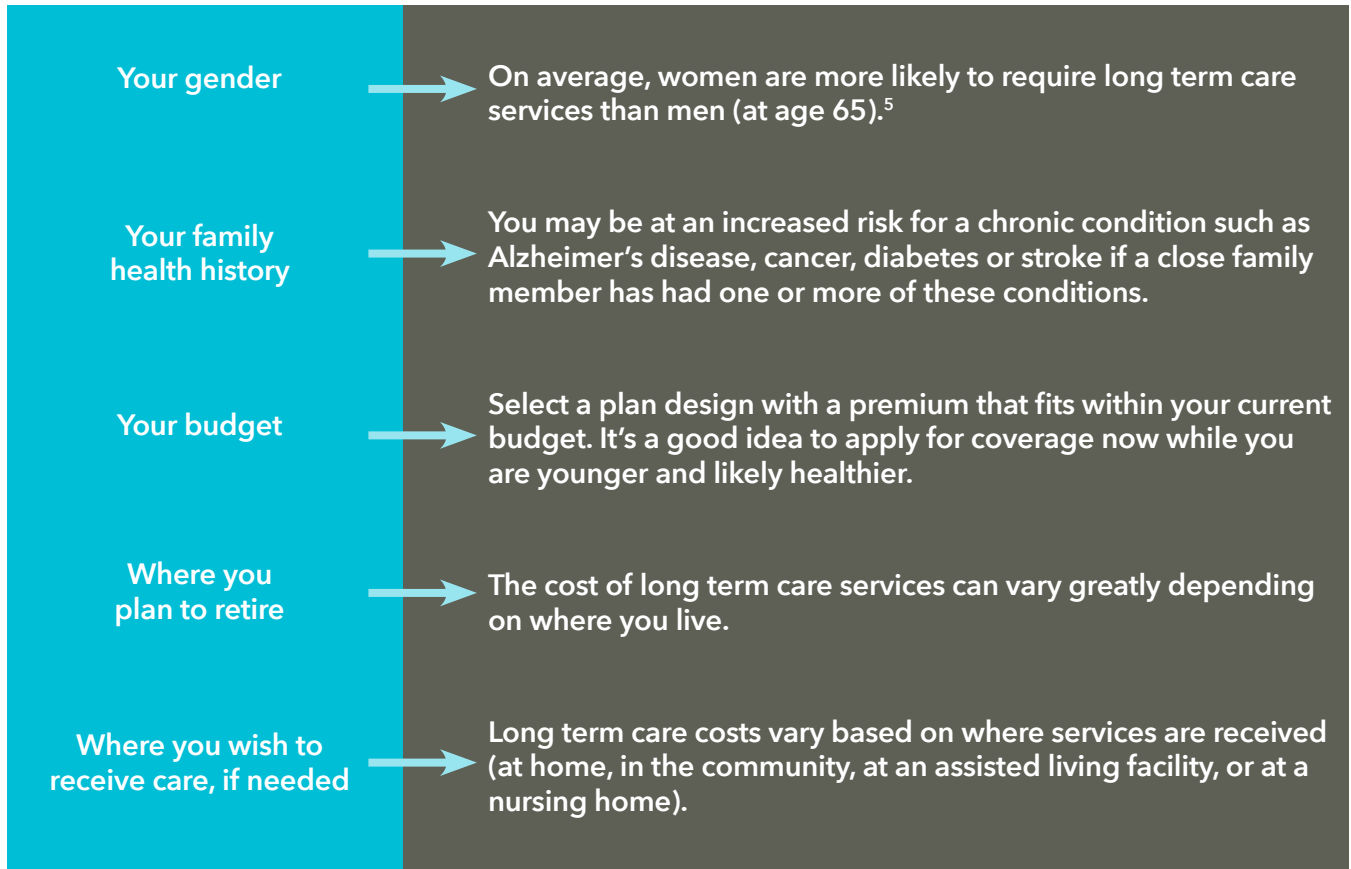 Your gender
On average, women are more likely to require long term care
services than men (at age 65).5
Your family
health history
You may be at an increased risk for a chronic condition such as
Alzheimer’s disease, cancer, diabetes or stroke if a close family
member has had one or more of these conditions.
Your budget
Select a plan design with a premium that fits within your current
budget. It’s a good idea to apply for coverage now while you
are younger and likely healthier.
Where you
plan to retire
The cost of long term care services can vary greatly depending
on where you live.
Where you wish to
receive care, if needed
Long term care costs vary based on where services are received
(at home, in the community, at an assisted living facility, or at a
nursing home).